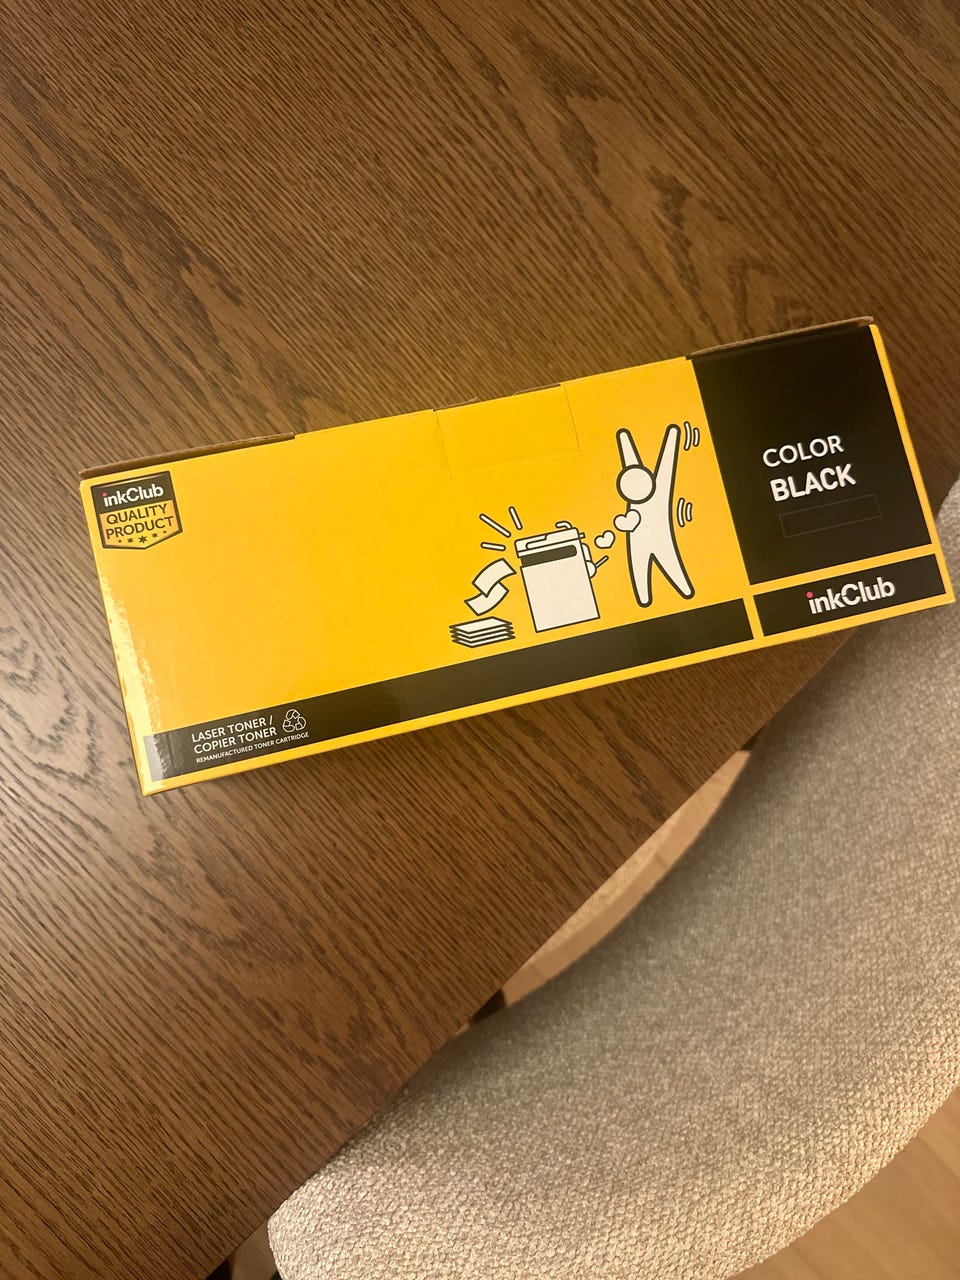 inkClub
QUALITY
PRODUCT
COLOR
BLACK
inkClub
LASER TONER /
COPIER TONER
REMANUFACTURED TONER CARTRIDGE